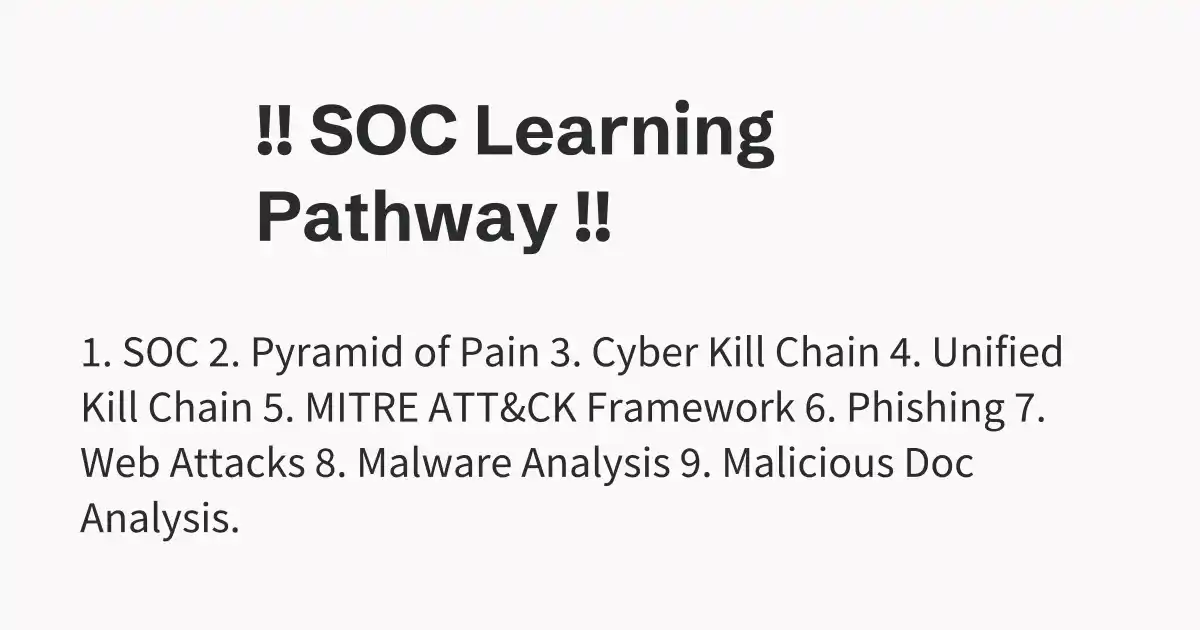 !! SOC Learning
Pathway !!
1. SOC 2. Pyramid of Pain 3. Cyber Kill Chain 4. Unified
Kill Chain 5. MITRE ATT&CK Framework 6. Phishing 7.
Web Attacks 8. Malware Analysis 9. Malicious Doc
Analysis.